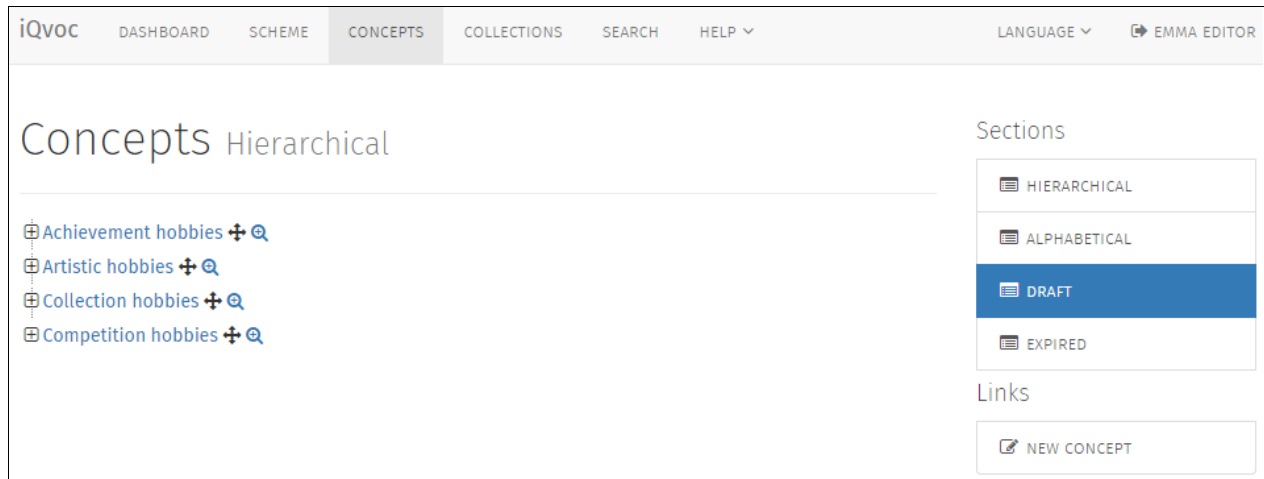 iQvoc DASHBOARD SCHEME CONCEPTS COLLECTIONS SEARCH HELP LANGUAGE EMMA EDITOR
Concepts Hierarchical
Achievement hobbies
Artistic hobbies
Collection hobbies
Competition hobbies
Sections
HIERARCHICAL
ALPHABETICAL
DRAFT
EXPIRED
Links
NEW CONCEPT